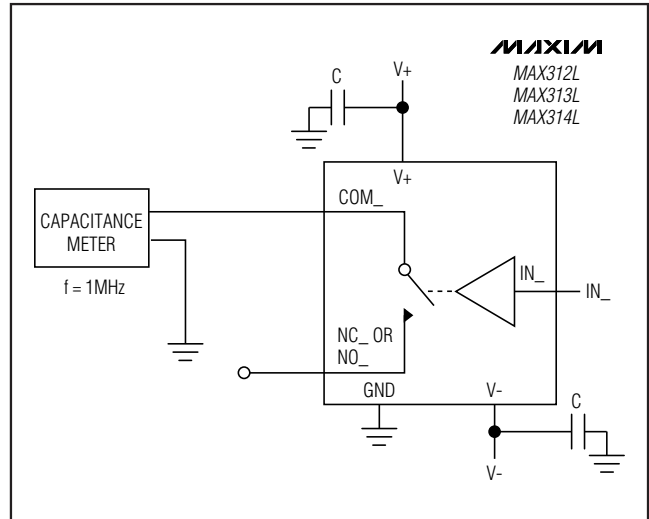 MAXIM
MAX312L
MAX313L
MAX314L
C
V+
V+
COM_
CAPACITANCE
METER
f = 1MHz
IN_
IN_
NC_ OR
NO_
GND
V-
C
V-